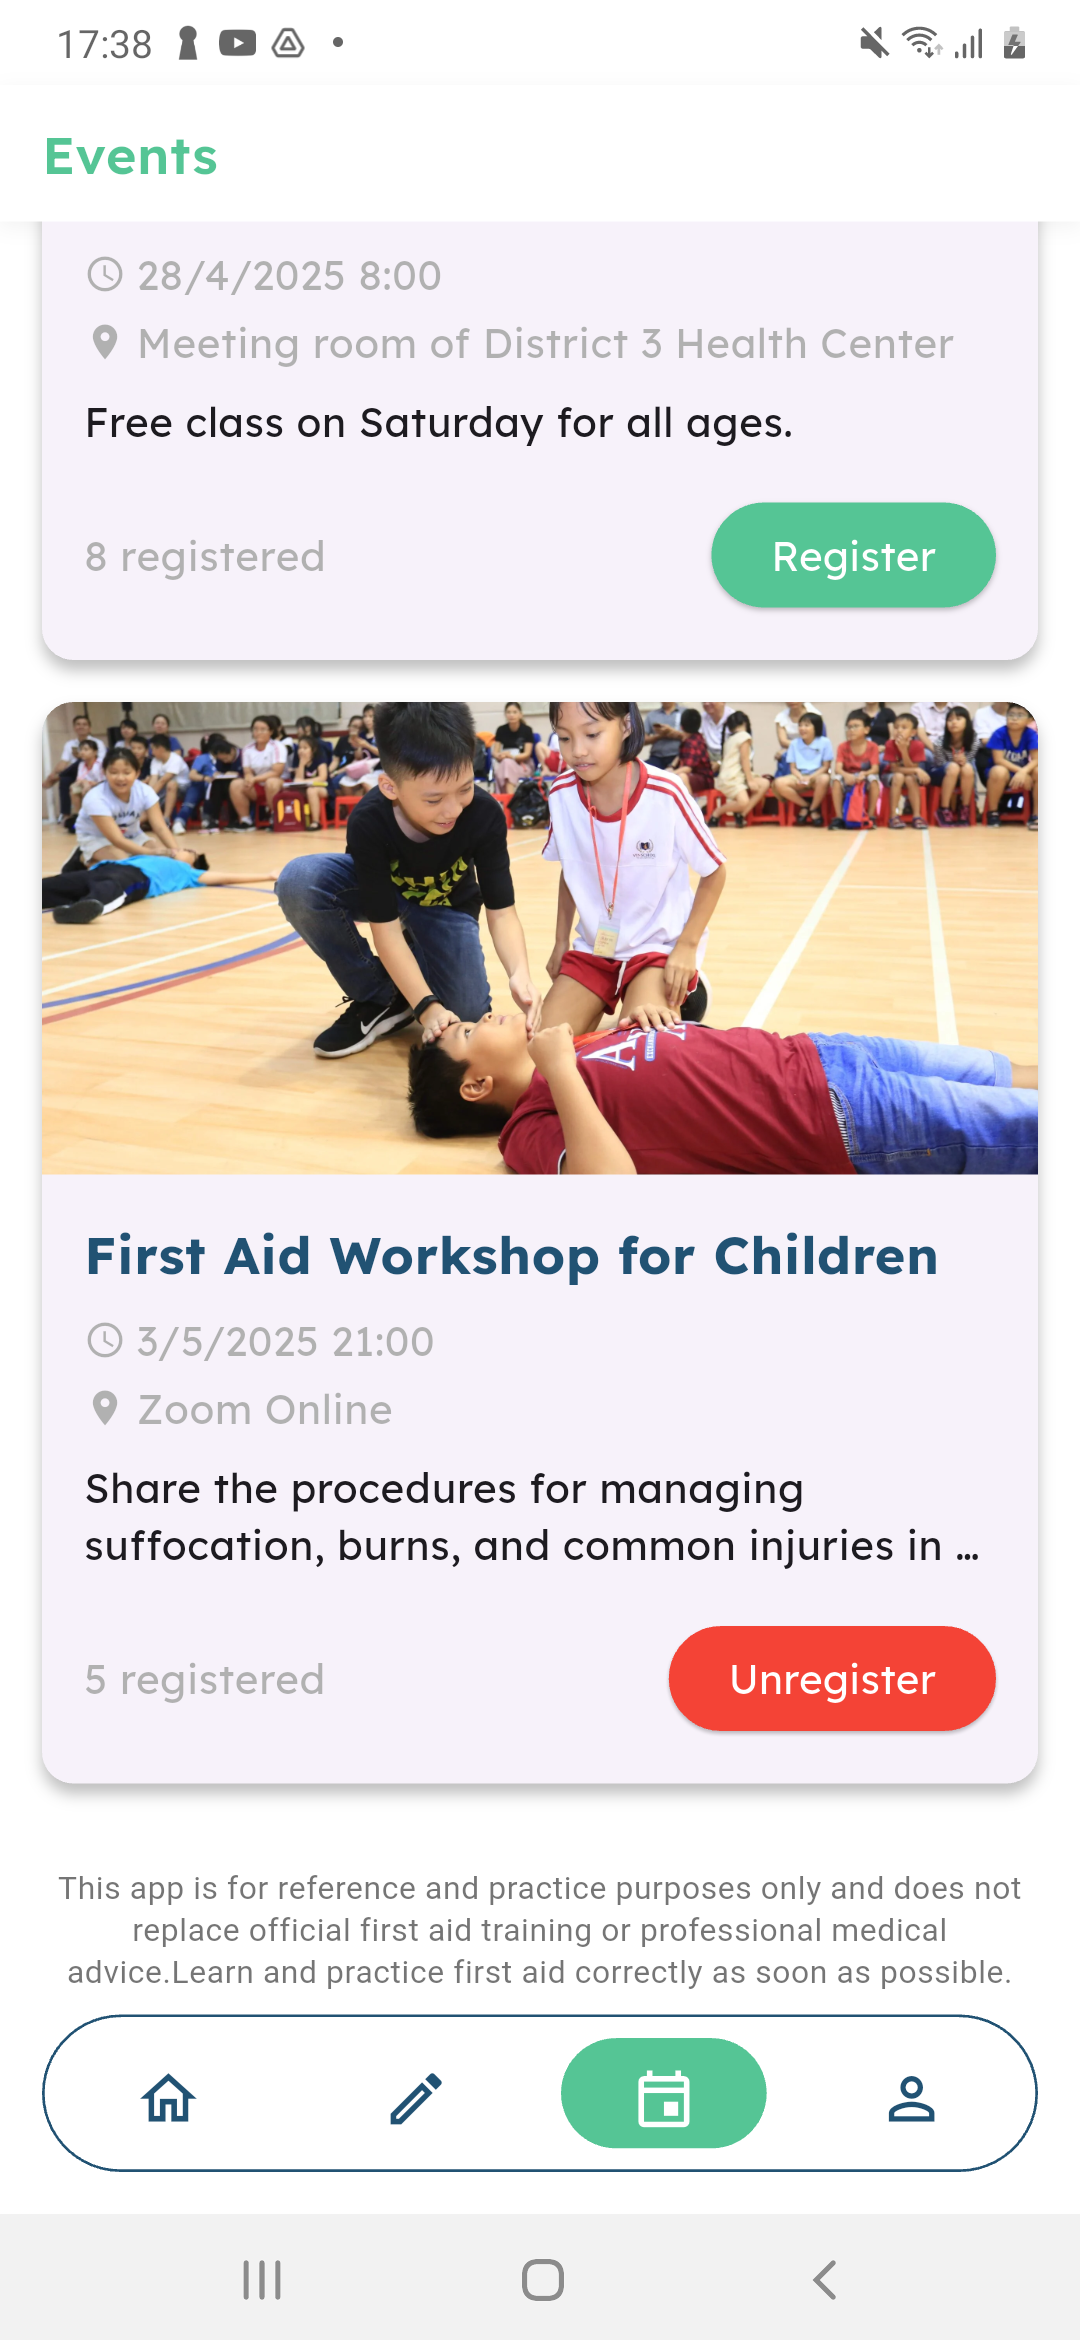 17:38
Events
28/4/2025 8:00
Meeting room of District 3 Health Center
Free class on Saturday for all ages.
8 registered
Register
First Aid Workshop for Children
3/5/2025 21:00
Zoom Online
Share the procedures for managing
suffocation, burns, and common injuries in ...
5 registered
Unregister
This app is for reference and practice purposes only and does not
replace official first aid training or professional medical
advice.Learn and practice first aid correctly as soon as possible.